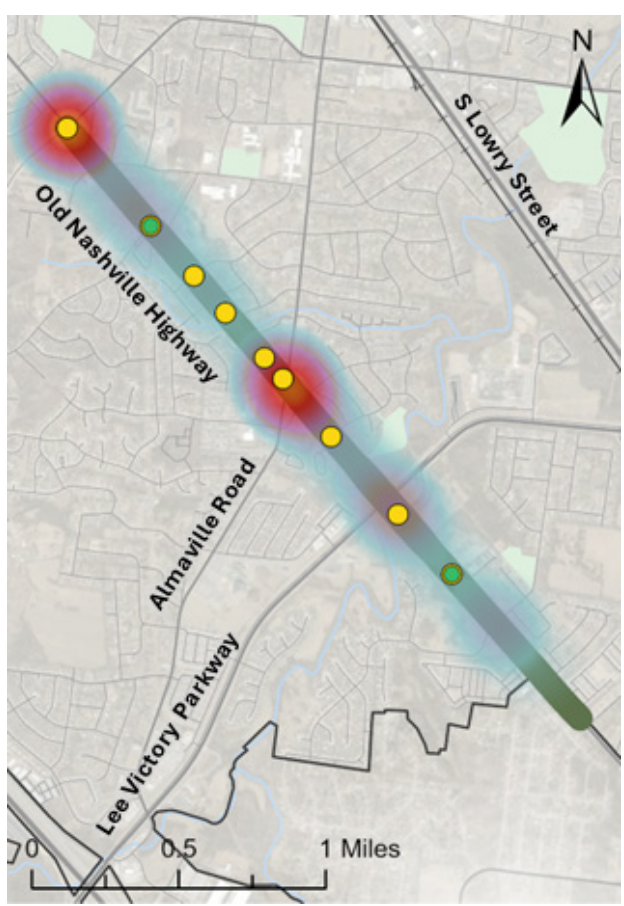 N
S Lowry Street
Old Nashville Highway
Almaville Road
Lee Victory Parkway
0 0.5 1 Miles